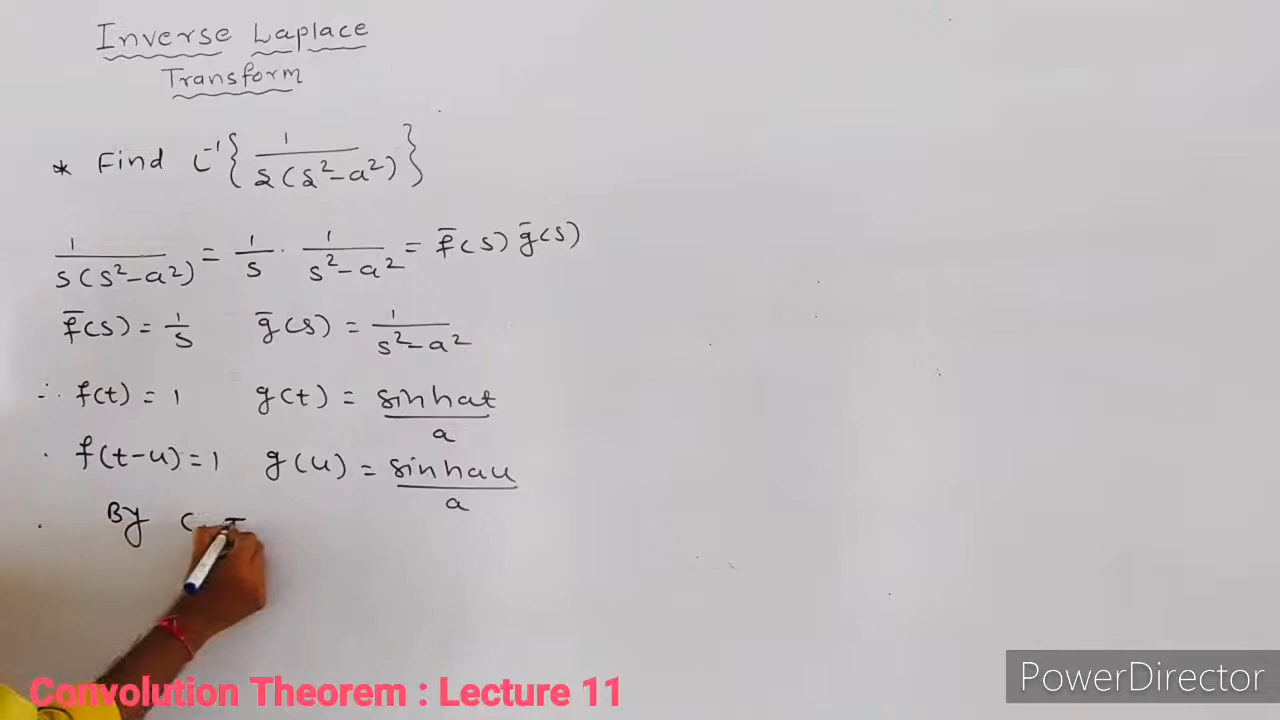 Inverse Laplace
Transform
* Find L⁻¹{ 1 / s(s²-a²) }
1 / s(s²-a²) = 1/s · 1 / s²-a² = f̄(s) ḡ(s)
f̄(s) = 1/s ḡ(s) = 1 / s²-a²
∴ f(t) = 1 g(t) = sinhat / a
· f(t-u) = 1 g(u) = sinhau / a
· By C. T
Convolution Theorem : Lecture 11
PowerDirector